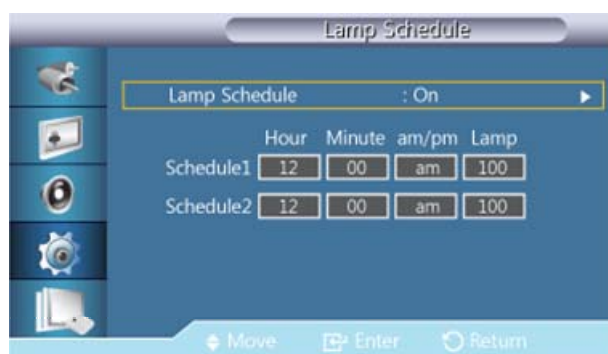 Lamp Schedule
Lamp Schedule : On
Hour Minute am/pm Lamp
Schedule1 12 00 am 100
Schedule2 12 00 am 100
Move Enter Return